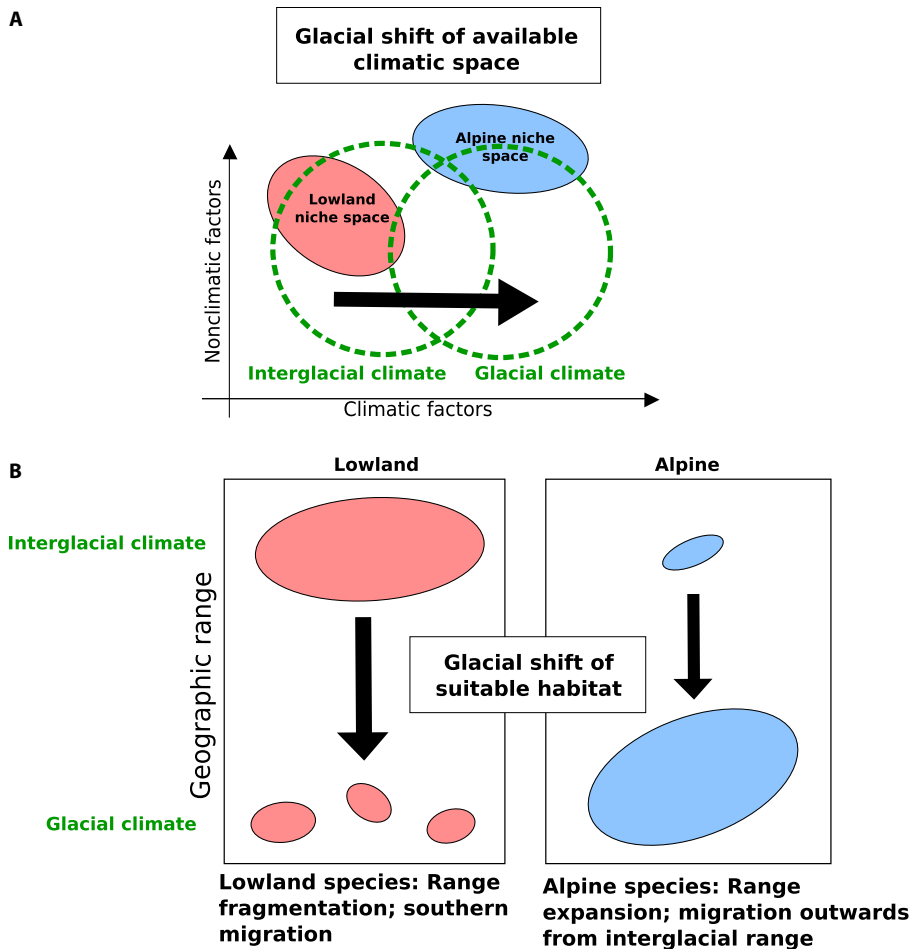 A
Glacial shift of available
climatic space
Alpine niche
space
Lowland
niche space
Nonclimatic factors
Interglacial climate
Glacial climate
Climatic factors
B
Lowland
Alpine
Interglacial climate
Geographic range
Glacial shift of
suitable habitat
Glacial climate
Lowland species: Range
fragmentation; southern
migration
Alpine species: Range
expansion; migration outwards
from interglacial range